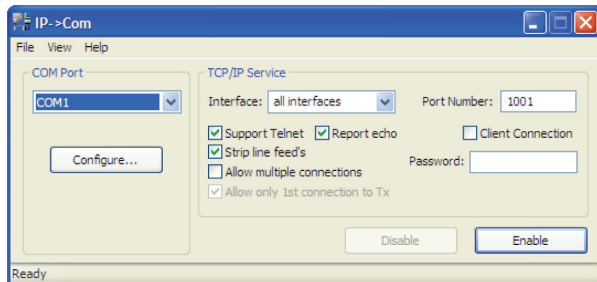 IP->Com
File View Help
COM Port
COM1
Configure...
TCP/IP Service
Interface: all interfaces Port Number: 1001
Support Telnet Report echo Client Connection
Strip line feed's
Allow multiple connections Password:
Allow only 1st connection to Tx
Disable Enable
Ready